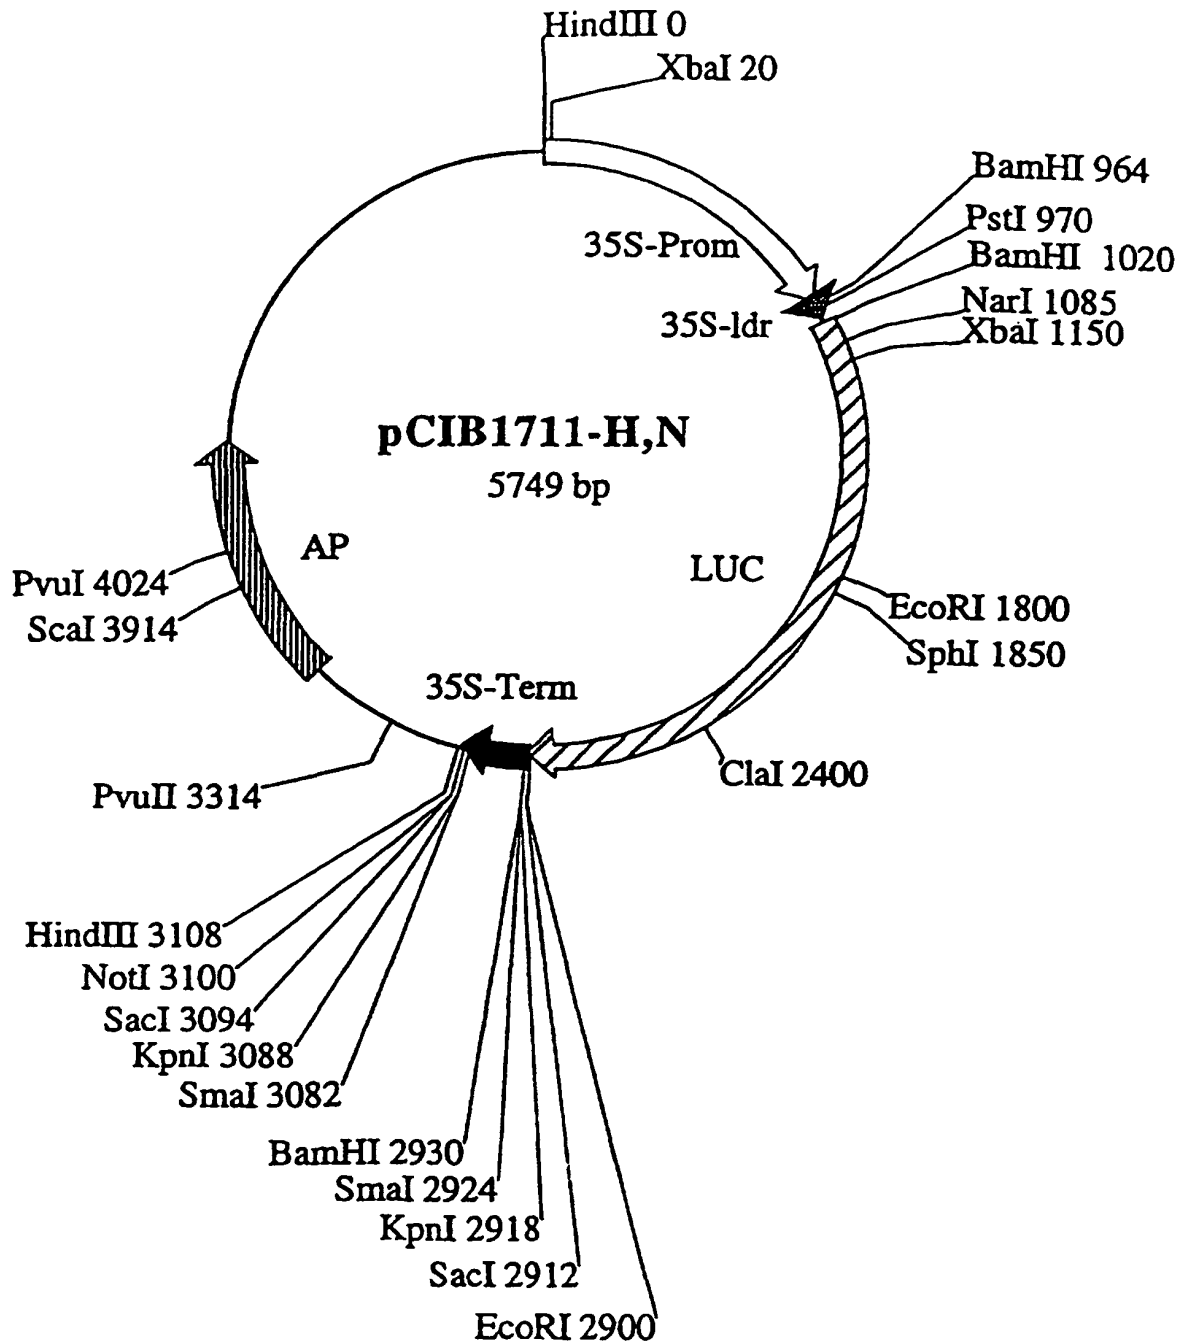 HindIII 0
XbaI 20
BamHI 964
PstI 970
35S-Prom
BamHI 1020
NarI 1085
35S-ldr
XbaI 1150
pCIB1711-H,N
5749 bp
AP
LUC
PvuI 4024
EcoRI 1800
ScaI 3914
SphI 1850
35S-Term
ClaI 2400
PvuII 3314
HindIII 3108
NotI 3100
SacI 3094
KpnI 3088
SmaI 3082
BamHI 2930
SmaI 2924
KpnI 2918
SacI 2912
EcoRI 2900